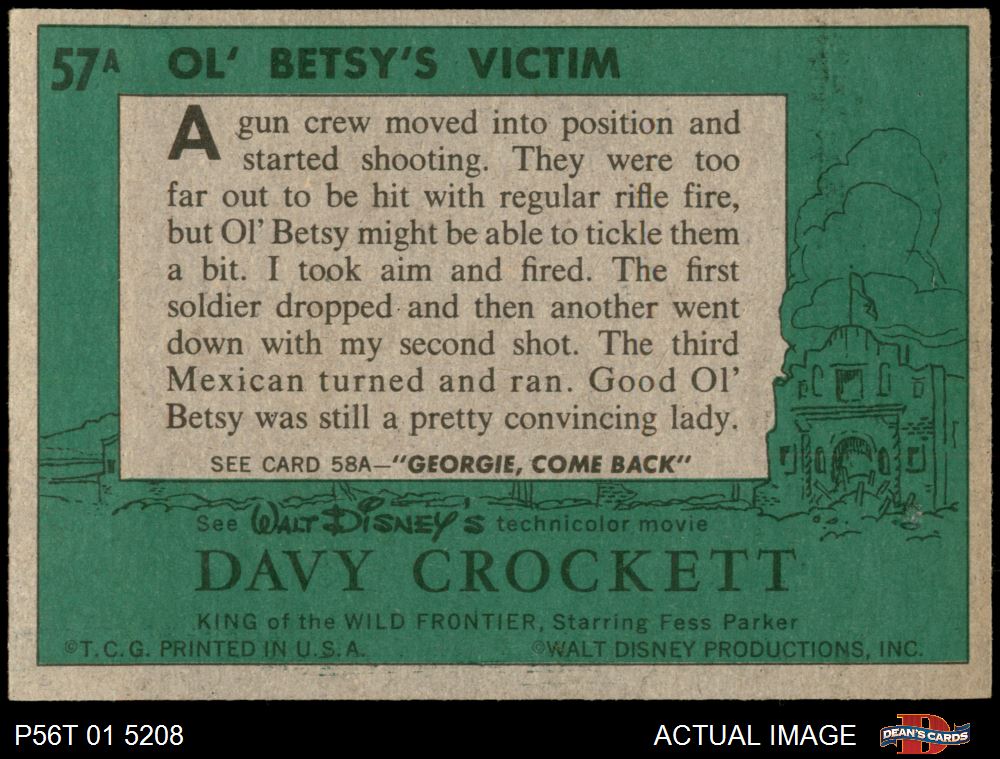 57A OL' BETSY'S VICTIM
A gun crew moved into position and
started shooting. They were too
far out to be hit with regular rifle fire,
but Ol' Betsy might be able to tickle them
a bit. I took aim and fired. The first
soldier dropped and then another went
down with my second shot. The third
Mexican turned and ran. Good Ol'
Betsy was still a pretty convincing lady.
SEE CARD 58A—"GEORGIE, COME BACK"
See WALT DISNEY'S technicolor movie
DAVY CROCKETT
KING of the WILD FRONTIER, Starring Fess Parker
©T.C.G. PRINTED IN U.S.A. ©WALT DISNEY PRODUCTIONS, INC.
P56T 01 5208 ACTUAL IMAGE DEAN'S CARDS